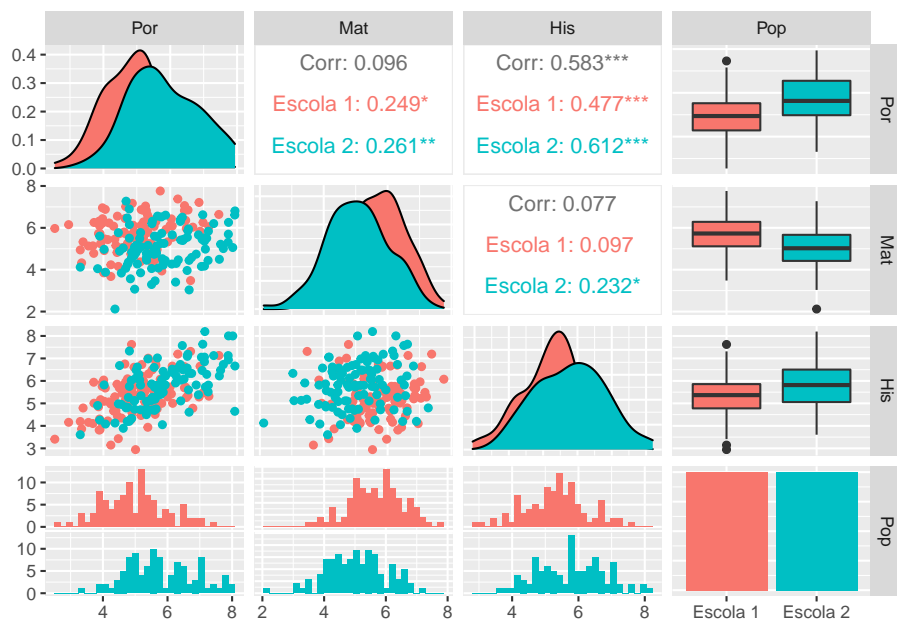 Por Mat His Pop
0.4
0.3
0.2
0.1
0.0
Corr: 0.096
Escola 1: 0.249*
Escola 2: 0.261**
Corr: 0.583***
Escola 1: 0.477***
Escola 2: 0.612***
Por
8
6
4
2
Corr: 0.077
Escola 1: 0.097
Escola 2: 0.232*
Mat
8
7
6
5
4
3
His
10
5
0
10
5
0
Pop
4 6 8 2 4 6 8 4 6 8 Escola 1 Escola 2